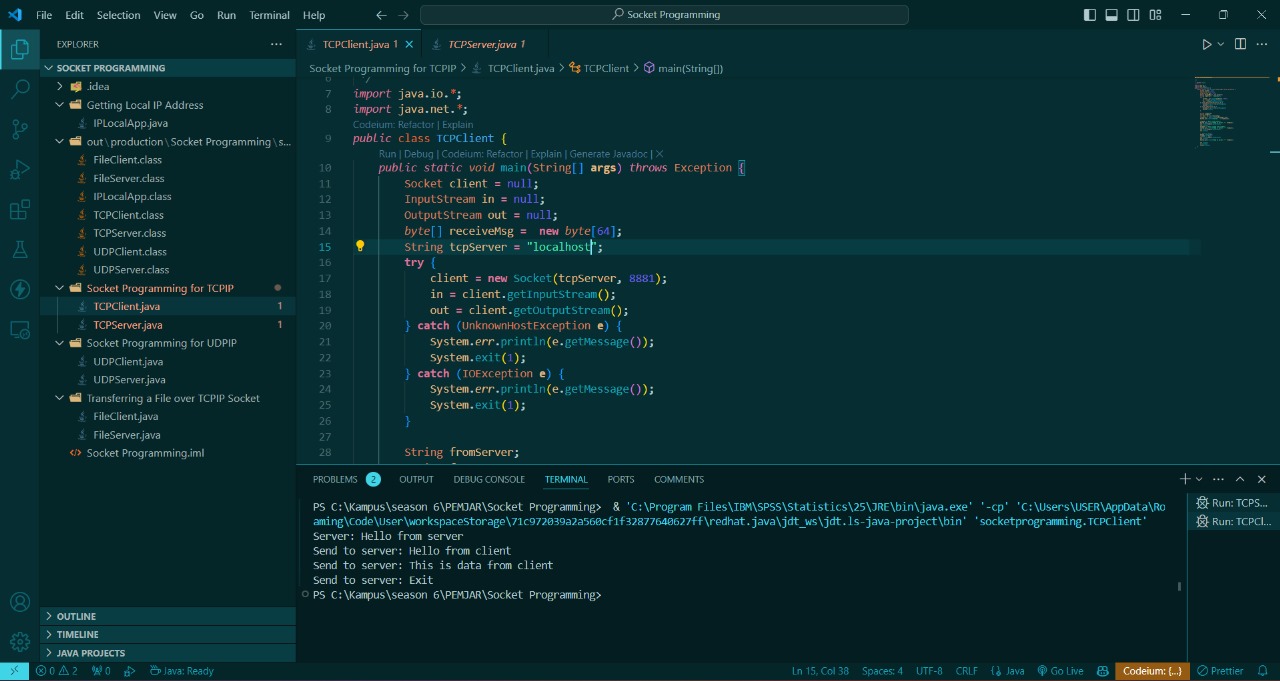 File Edit Selection View Go Run Terminal Help
Socket Programming
EXPLORER
SOCKET PROGRAMMING
.idea
Getting Local IP Address
IPLocalApp.java
out\production\Socket Programming\s...
FileClient.class
FileServer.class
IPLocalApp.class
TCPClient.class
TCPServer.class
UDPClient.class
UDPServer.class
Socket Programming for TCPIP
TCPClient.java 1
TCPServer.java 1
Socket Programming for UDPIP
UDPClient.java
UDPServer.java
Transferring a File over TCPIP Socket
FileClient.java
FileServer.java
Socket Programming.iml
OUTLINE
TIMELINE
JAVA PROJECTS
TCPClient.java 1 TCPServer.java 1
Socket Programming for TCPIP > TCPClient.java > TCPClient > main(String[])
7 import java.io.*;
8 import java.net.*;
Codeium: Refactor | Explain
9 public class TCPClient {
Run | Debug | Codeium: Refactor | Explain | Generate Javadoc | X
10 public static void main(String[] args) throws Exception {
11 Socket client = null;
12 InputStream in = null;
13 OutputStream out = null;
14 byte[] receiveMsg =  new byte[64];
15 String tcpServer = "localhost";
16 try {
17 client = new Socket(tcpServer, 8881);
18 in = client.getInputStream();
19 out = client.getOutputStream();
20 } catch (UnknownHostException e) {
21 System.err.println(e.getMessage());
22 System.exit(1);
23 } catch (IOException e) {
24 System.err.println(e.getMessage());
25 System.exit(1);
26 }
27
28 String fromServer;
PROBLEMS 2 OUTPUT DEBUG CONSOLE TERMINAL PORTS COMMENTS
PS C:\Kampus\season 6\PEMJAR\Socket Programming>  & 'C:\Program Files\IBM\SPSS\Statistics\25\JRE\bin\java.exe' '-cp' 'C:\Users\USER\AppData\Ro
aming\Code\User\workspaceStorage\71c972039a2a560cf1f32877640627ff\redhat.java\jdt_ws\jdt.ls-java-project\bin' 'socketprogramming.TCPClient'
Server: Hello from server
Send to server: Hello from client
Send to server: This is data from client
Send to server: Exit
PS C:\Kampus\season 6\PEMJAR\Socket Programming>
Run: TCPS...
Run: TCPCl...
0 2 0 Java: Ready
Ln 15, Col 38 Spaces: 4 UTF-8 CRLF {} Java Go Live Codeium: {...} Prettier